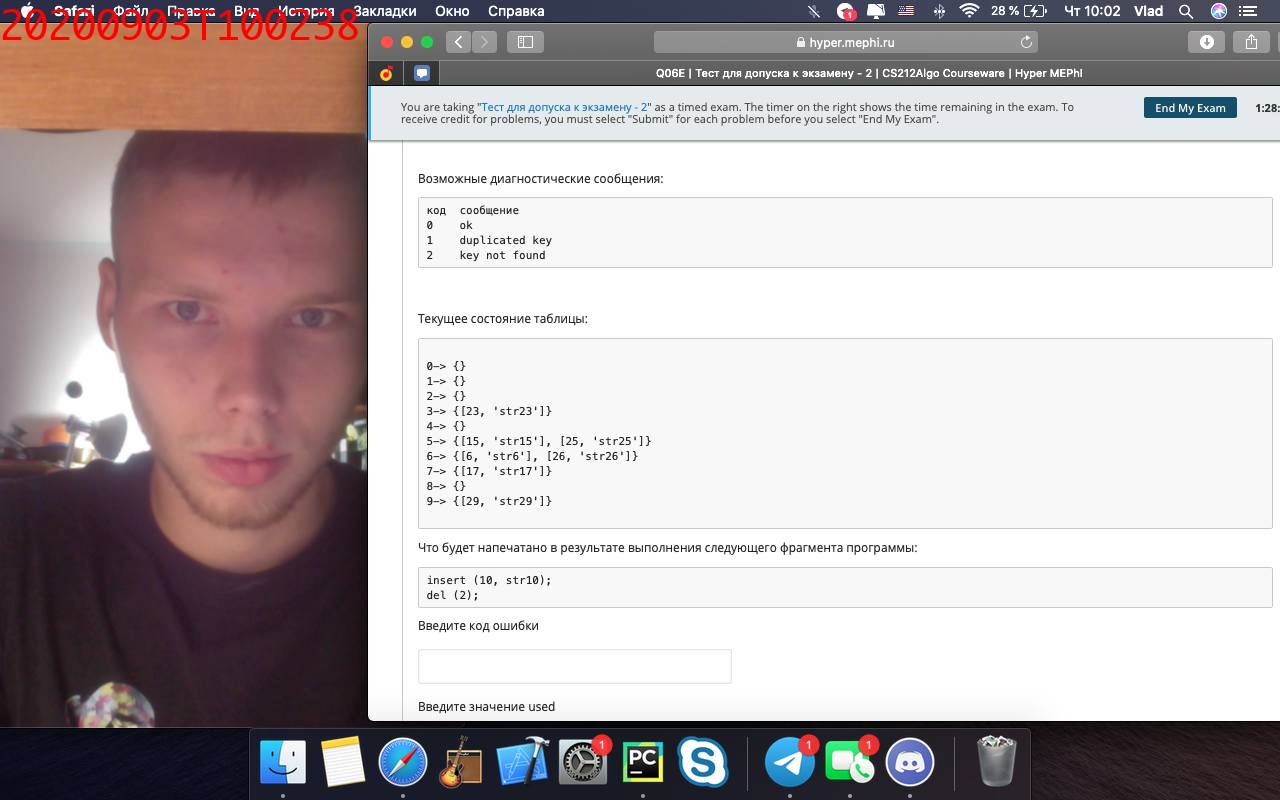 Safari Файл Правка Вид История Закладки Окно Справка
1 28 % Чт 10:02 Vlad
20200903T100238
hyper.mephi.ru
Q06E | Тест для допуска к экзамену - 2 | CS212Algo Courseware | Hyper MEPhI
You are taking "Тест для допуска к экзамену - 2" as a timed exam. The timer on the right shows the time remaining in the exam. To
receive credit for problems, you must select "Submit" for each problem before you select "End My Exam".
End My Exam
1:28:
Возможные диагностические сообщения:
код сообщение
0 ok
1 duplicated key
2 key not found
Текущее состояние таблицы:
0-> {}
1-> {}
2-> {}
3-> {[23, 'str23']}
4-> {}
5-> {[15, 'str15'], [25, 'str25']}
6-> {[6, 'str6'], [26, 'str26']}
7-> {[17, 'str17']}
8-> {}
9-> {[29, 'str29']}
Что будет напечатано в результате выполнения следующего фрагмента программы:
insert (10, str10);
del (2);
Введите код ошибки
Введите значение used
1
PC
1
1